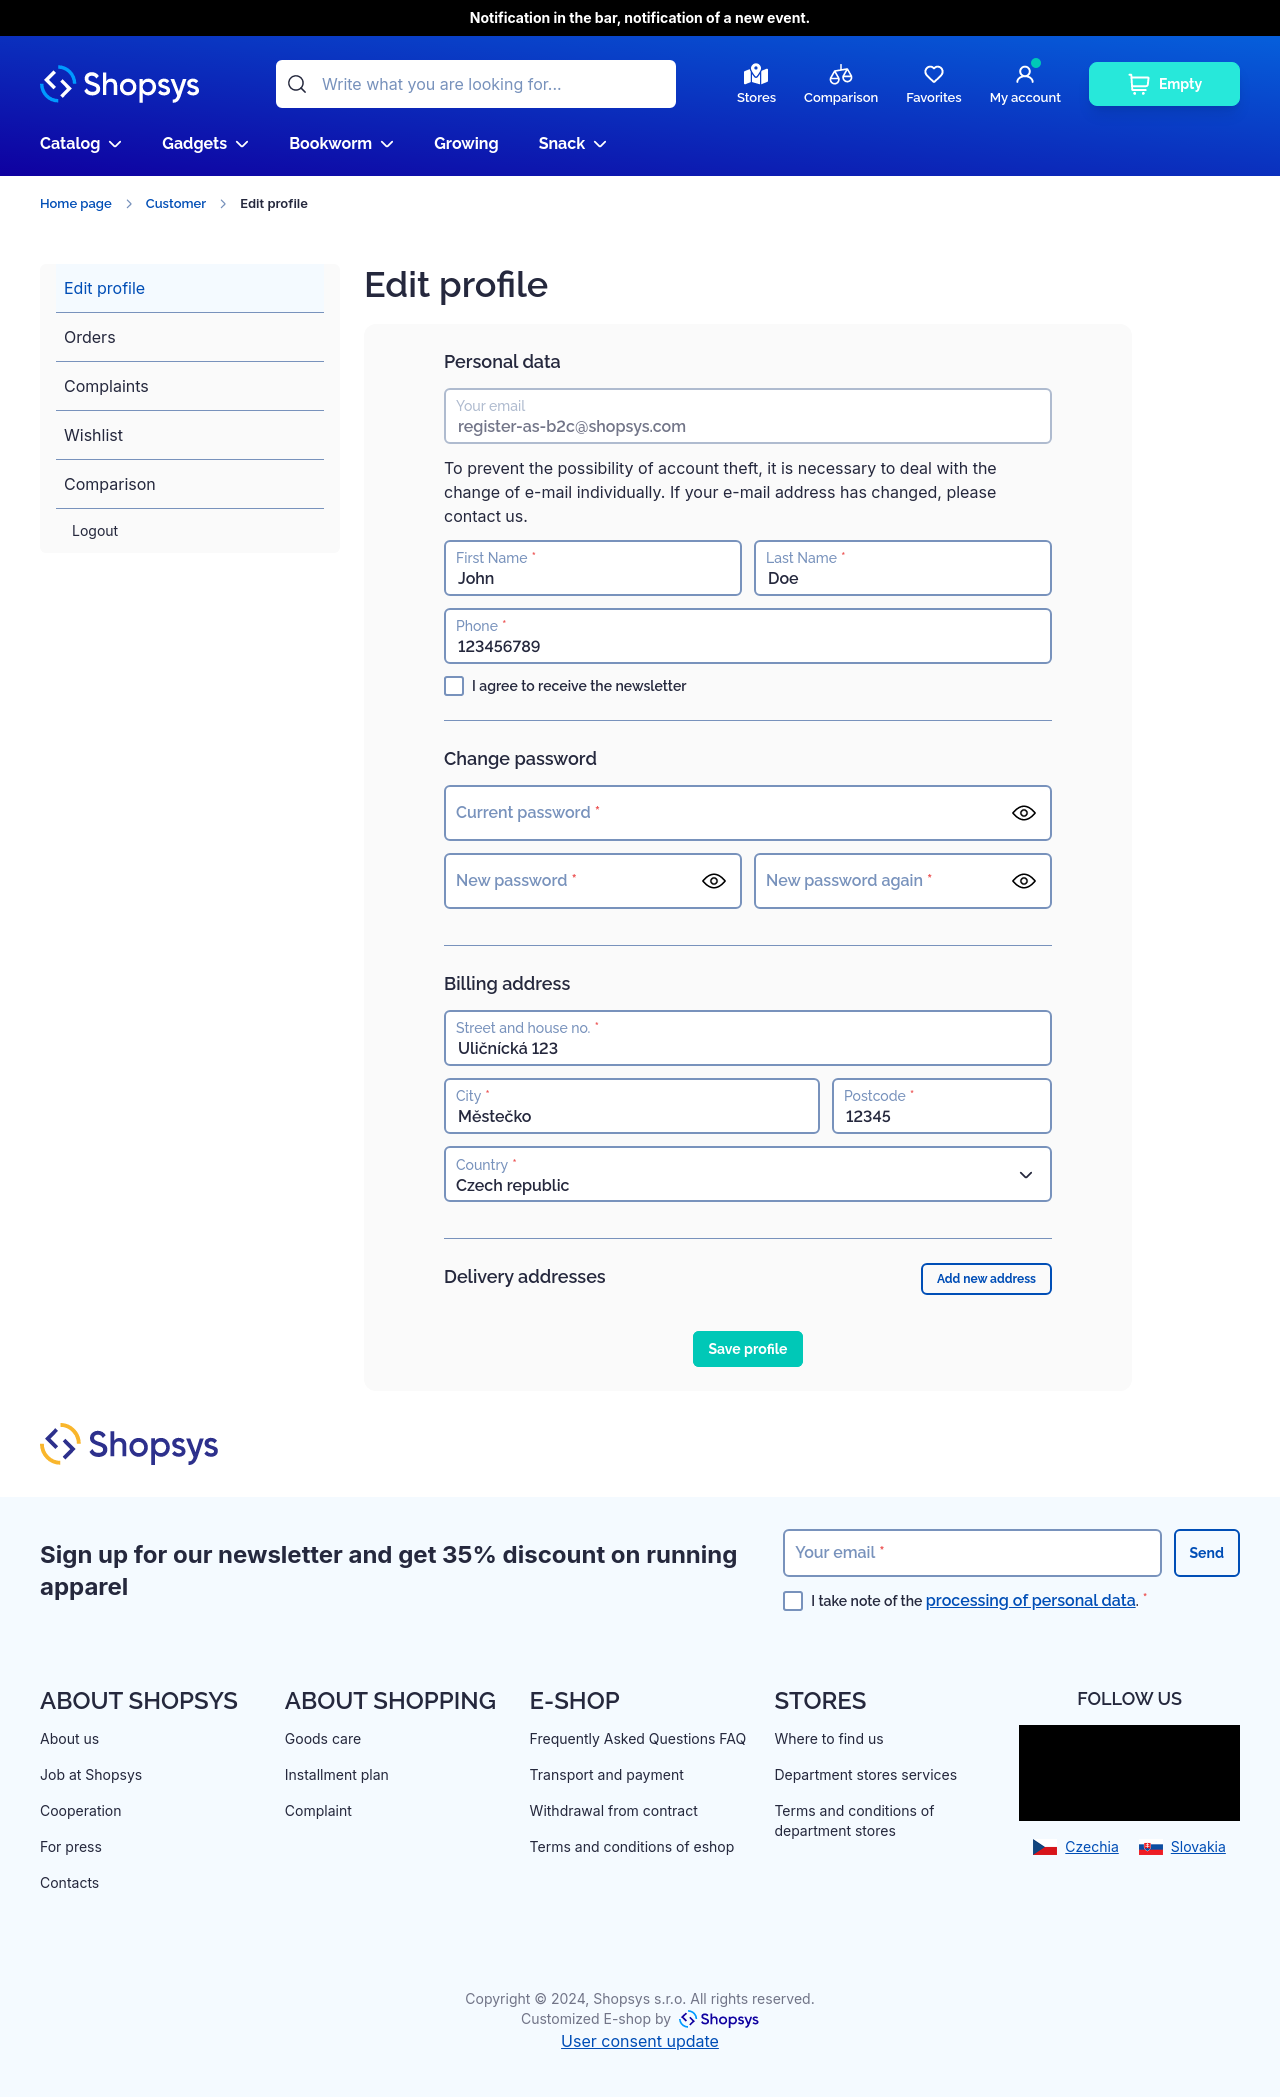 Notification in the bar, notification of a new event.
Shopsys
Write what you are looking for...
Stores
Comparison
Favorites
My account
Empty
Catalog
Gadgets
Bookworm
Growing
Snack
Home page
Customer
Edit profile
Edit profile
Orders
Complaints
Wishlist
Comparison
Logout
Edit profile
Personal data
Your email
register-as-b2c@shopsys.com
To prevent the possibility of account theft, it is necessary to deal with the
change of e-mail individually. If your e-mail address has changed, please
contact us.
First Name *
John
Last Name *
Doe
Phone *
123456789
I agree to receive the newsletter
Change password
Current password *
New password *
New password again *
Billing address
Street and house no. *
Uličnícká 123
City *
Městečko
Postcode *
12345
Country *
Czech republic
Delivery addresses
Add new address
Save profile
Shopsys
Sign up for our newsletter and get 35% discount on running
apparel
Your email *
Send
I take note of the processing of personal data. *
ABOUT SHOPSYS
About us
Job at Shopsys
Cooperation
For press
Contacts
ABOUT SHOPPING
Goods care
Installment plan
Complaint
E-SHOP
Frequently Asked Questions FAQ
Transport and payment
Withdrawal from contract
Terms and conditions of eshop
STORES
Where to find us
Department stores services
Terms and conditions of
department stores
FOLLOW US
Czechia
Slovakia
Copyright © 2024, Shopsys s.r.o. All rights reserved.
Customized E-shop by Shopsys
User consent update